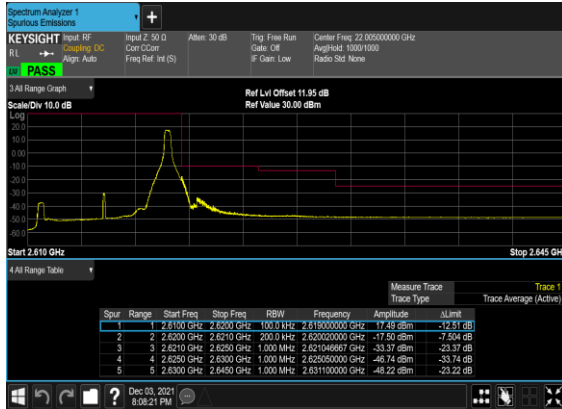 Spectrum Analyzer 1
Spurious Emissions
KEYSIGHT Input: RF Input Z: 50 Ω Atten: 30 dB Trig: Free Run Center Freq: 22.005000000 GHz
RL Coupling: DC Corr CCorr Gate: Off Avg|Hold: 1000/1000
Align: Auto Freq Ref: Int (S) IF Gain: Low Radio Std: None
PASS
3 All Range Graph
Ref Lvl Offset 11.95 dB
Scale/Div 10.0 dB Ref Value 30.00 dBm
Log
20.0
10.0
0.00
-10.0
-20.0
-30.0
-40.0
-50.0
-60.0
Start 2.610 GHz Stop 2.645 GH
4 All Range Table
Measure Trace Trace 1
Trace Type Trace Average (Active)
Spur Range Start Freq Stop Freq RBW Frequency Amplitude ΔLimit
1 1 2.6100 GHz 2.6200 GHz 100.0 kHz 2.619000000 GHz 17.49 dBm -12.51 dB
2 2 2.6200 GHz 2.6210 GHz 200.0 kHz 2.620020000 GHz -17.50 dBm -7.504 dB
3 3 2.6210 GHz 2.6250 GHz 1.000 MHz 2.621046667 GHz -33.37 dBm -23.37 dB
4 4 2.6250 GHz 2.6300 GHz 1.000 MHz 2.625050000 GHz -46.74 dBm -33.74 dB
5 5 2.6300 GHz 2.6450 GHz 1.000 MHz 2.631100000 GHz -48.22 dBm -23.22 dB
Dec 03, 2021
8:08:21 PM